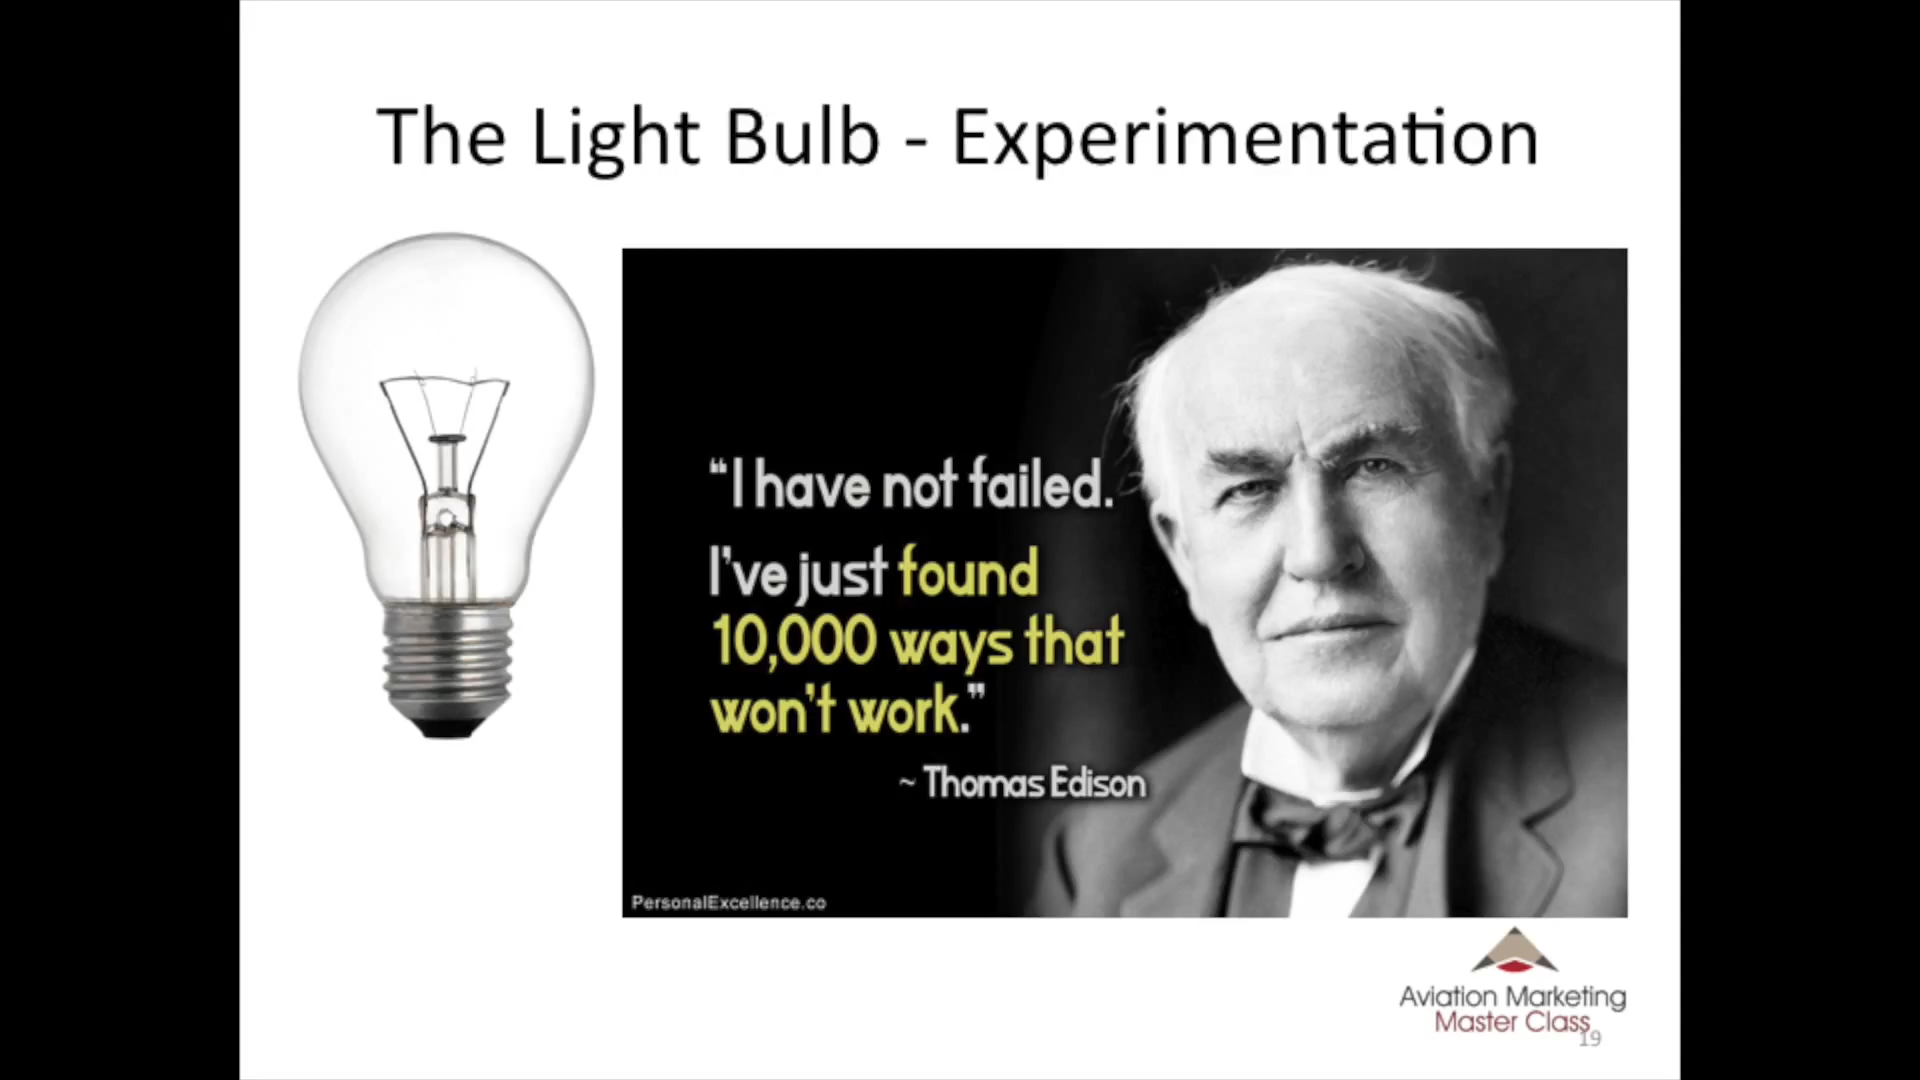 The Light Bulb - Experimentation
“I have not failed.
I've just found
10,000 ways that
won't work.”
~ Thomas Edison
PersonalExcellence.co
Aviation Marketing
Master Class
19